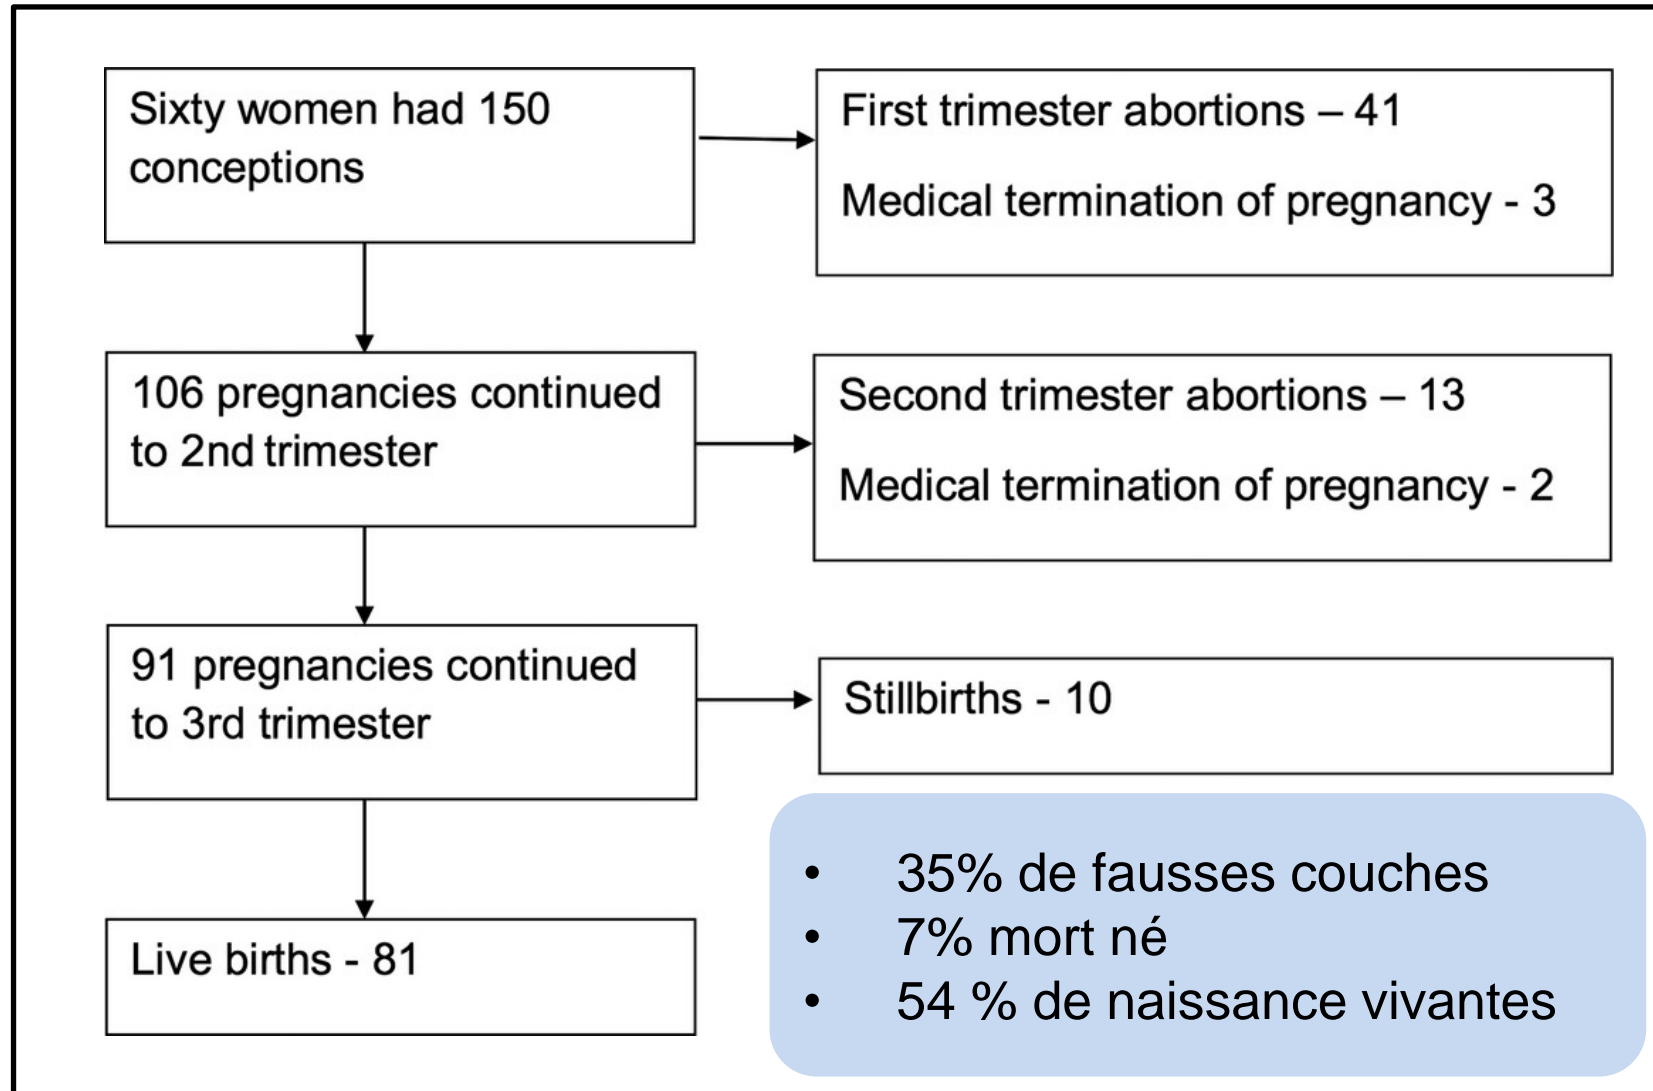 Sixty women had 150
conceptions
First trimester abortions – 41
Medical termination of pregnancy - 3
106 pregnancies continued
to 2nd trimester
Second trimester abortions – 13
Medical termination of pregnancy - 2
91 pregnancies continued
to 3rd trimester
Stillbirths - 10
Live births - 81
• 35% de fausses couches
• 7% mort né
• 54 % de naissance vivantes